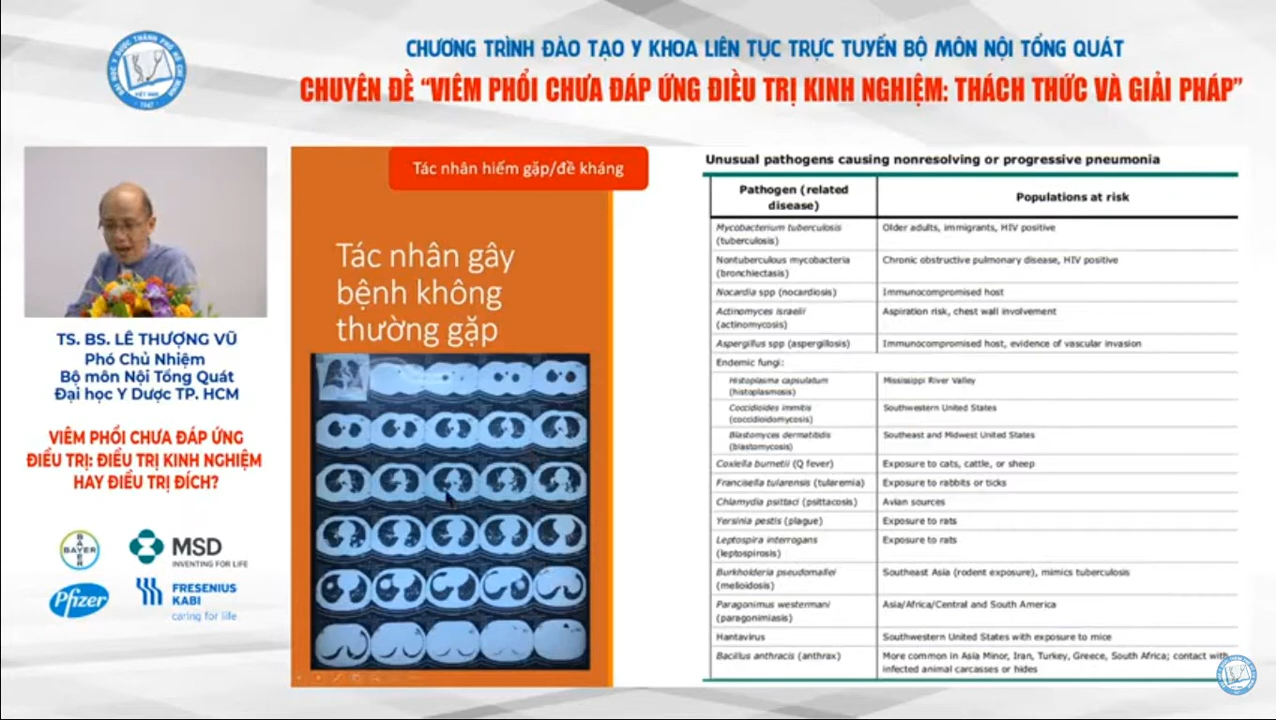 CHƯƠNG TRÌNH ĐÀO TẠO Y KHOA LIÊN TỤC TRỰC TUYẾN BỘ MÔN NỘI TỔNG QUÁT
CHUYÊN ĐỀ “VIÊM PHỔI CHƯA ĐÁP ỨNG ĐIỀU TRỊ KINH NGHIỆM: THÁCH THỨC VÀ GIẢI PHÁP”
TS. BS. LÊ THƯỢNG VŨ
Phó Chủ Nhiệm
Bộ môn Nội Tổng Quát
Đại học Y Dược TP. HCM
VIÊM PHỔI CHƯA ĐÁP ỨNG
ĐIỀU TRỊ: ĐIỀU TRỊ KINH NGHIỆM
HAY ĐIỀU TRỊ ĐÍCH?
BAYER
MSD
INVENTING FOR LIFE
Pfizer
FRESENIUS
KABI
caring for life
Tác nhân hiếm gặp/đề kháng
Tác nhân gây
bệnh không
thường gặp
Unusual pathogens causing nonresolving or progressive pneumonia
Pathogen (related
disease)
Populations at risk
Mycobacterium tuberculosis
(tuberculosis)
Older adults, immigrants, HIV positive
Nontuberculous mycobacteria
(bronchiectasis)
Chronic obstructive pulmonary disease, HIV positive
Nocardia spp (nocardiosis)
Immunocompromised host
Actinomyces israelii
(actinomycosis)
Aspiration risk, chest wall involvement
Aspergillus spp (aspergillosis)
Immunocompromised host, evidence of vascular invasion
Endemic fungi:
Histoplasma capsulatum
(histoplasmosis)
Mississippi River Valley
Coccidioides immitis
(coccidioidomycosis)
Southwestern United States
Blastomyces dermatitidis
(blastomycosis)
Southeast and Midwest United States
Coxiella burnetii (Q fever)
Exposure to cats, cattle, or sheep
Francisella tularensis (tularemia)
Exposure to rabbits or ticks
Chlamydia psittaci (psittacosis)
Avian sources
Yersinia pestis (plague)
Exposure to rats
Leptospira interrogans
(leptospirosis)
Exposure to rats
Burkholderia pseudomallei
(melioidosis)
Southeast Asia (rodent exposure), mimics tuberculosis
Paragonimus westermani
(paragonimiasis)
Asia/Africa/Central and South America
Hantavirus
Southwestern United States with exposure to mice
Bacillus anthracis (anthrax)
More common in Asia Minor, Iran, Turkey, Greece, South Africa; contact with
infected animal carcasses or hides